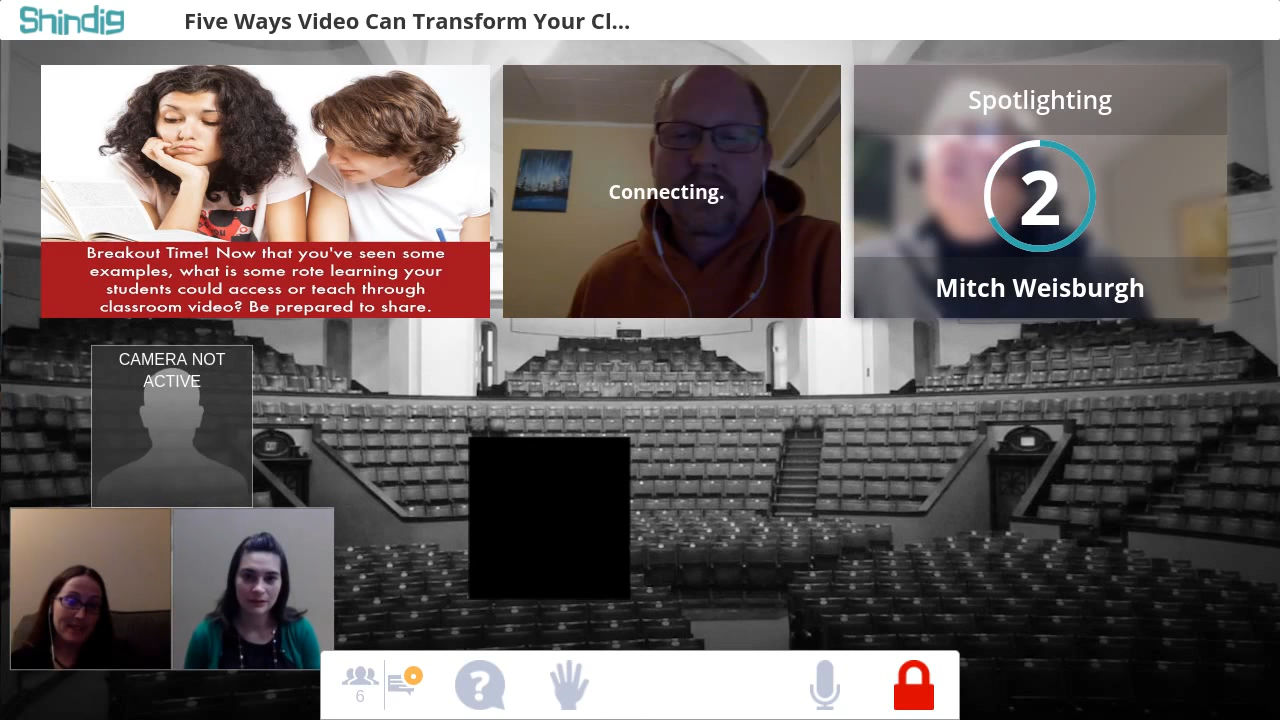 Shindig
Five Ways Video Can Transform Your Cl...
Breakout Time! Now that you've seen some
examples, what is some rote learning your
students could access or teach through
classroom video? Be prepared to share.
Connecting.
Spotlighting
2
Mitch Weisburgh
CAMERA NOT
ACTIVE
6
?